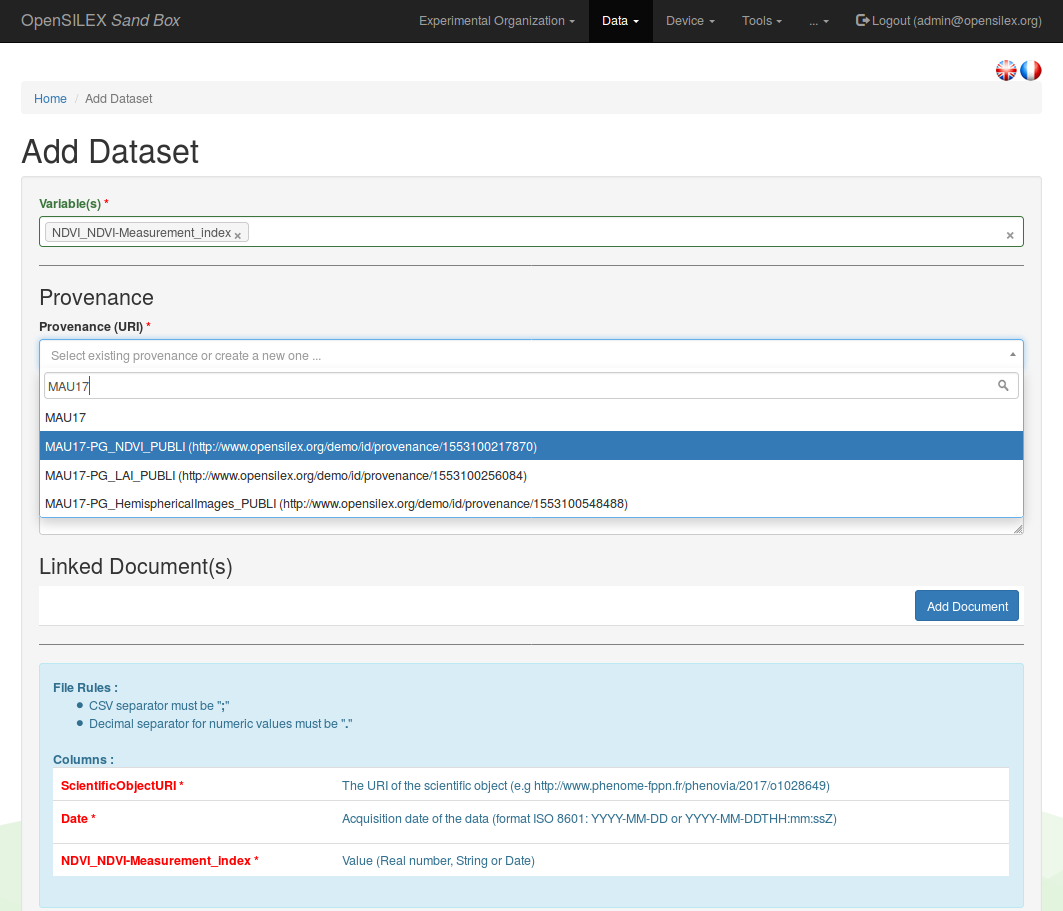 OpenSILEX Sand Box Experimental Organization Data Device Tools ... Logout (admin@opensilex.org)
Home / Add Dataset
Add Dataset
Variable(s) *
NDVI_NDVI-Measurement_index × ×
Provenance
Provenance (URI) *
Select existing provenance or create a new one ...
MAU17
MAU17
MAU17-PG_NDVI_PUBLI (http://www.opensilex.org/demo/id/provenance/1553100217870)
MAU17-PG_LAI_PUBLI (http://www.opensilex.org/demo/id/provenance/1553100256084)
MAU17-PG_HemisphericalImages_PUBLI (http://www.opensilex.org/demo/id/provenance/1553100548488)
Linked Document(s)
Add Document
File Rules :
• CSV separator must be ";"
• Decimal separator for numeric values must be "."
Columns :
ScientificObjectURI * The URI of the scientific object (e.g http://www.phenome-fppn.fr/phenovia/2017/o1028649)
Date * Acquisition date of the data (format ISO 8601: YYYY-MM-DD or YYYY-MM-DDTHH:mm:ssZ)
NDVI_NDVI-Measurement_index * Value (Real number, String or Date)